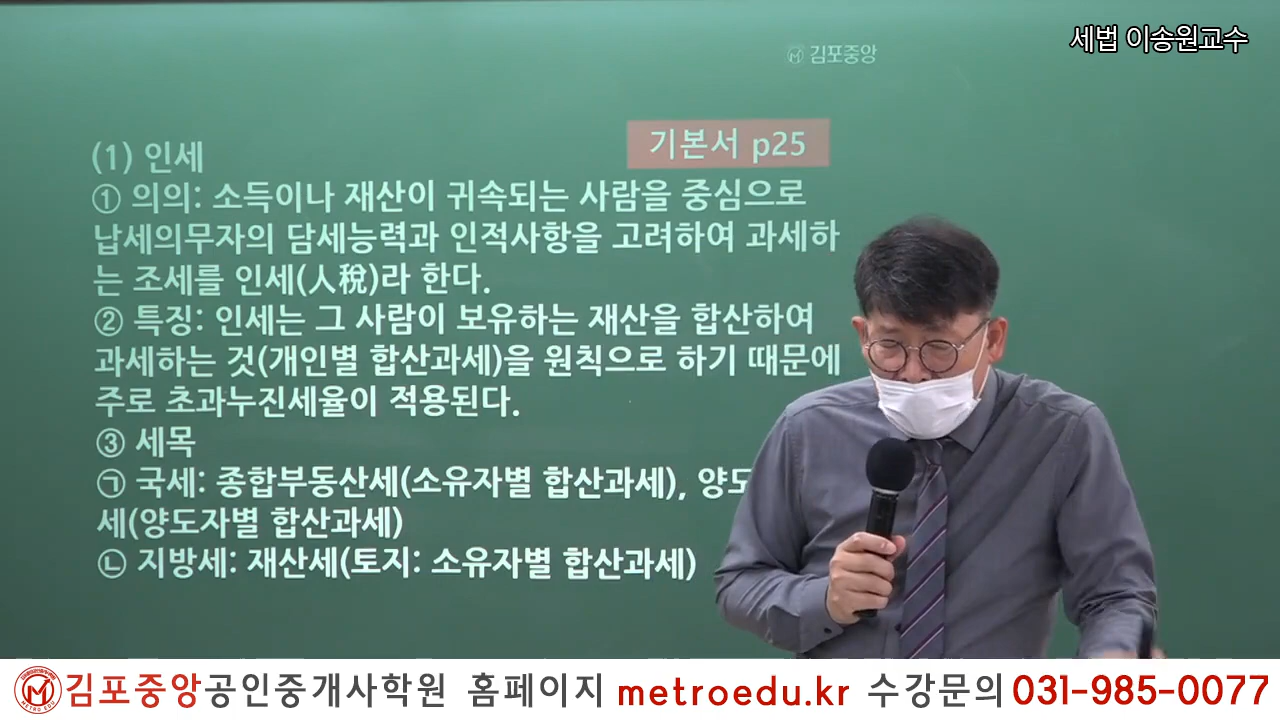 세법 이송원교수
김포중앙
기본서 p25
(1) 인세
① 의의: 소득이나 재산이 귀속되는 사람을 중심으로
납세의무자의 담세능력과 인적사항을 고려하여 과세하
는 조세를 인세(人稅)라 한다.
② 특징: 인세는 그 사람이 보유하는 재산을 합산하여
과세하는 것(개인별 합산과세)을 원칙으로 하기 때문에
주로 초과누진세율이 적용된다.
③ 세목
㉠ 국세: 종합부동산세(소유자별 합산과세), 양도
세(양도자별 합산과세)
㉡ 지방세: 재산세(토지: 소유자별 합산과세)
METRO EDU
김포중앙공인중개사학원 홈페이지 metroedu.kr 수강문의 031-985-0077